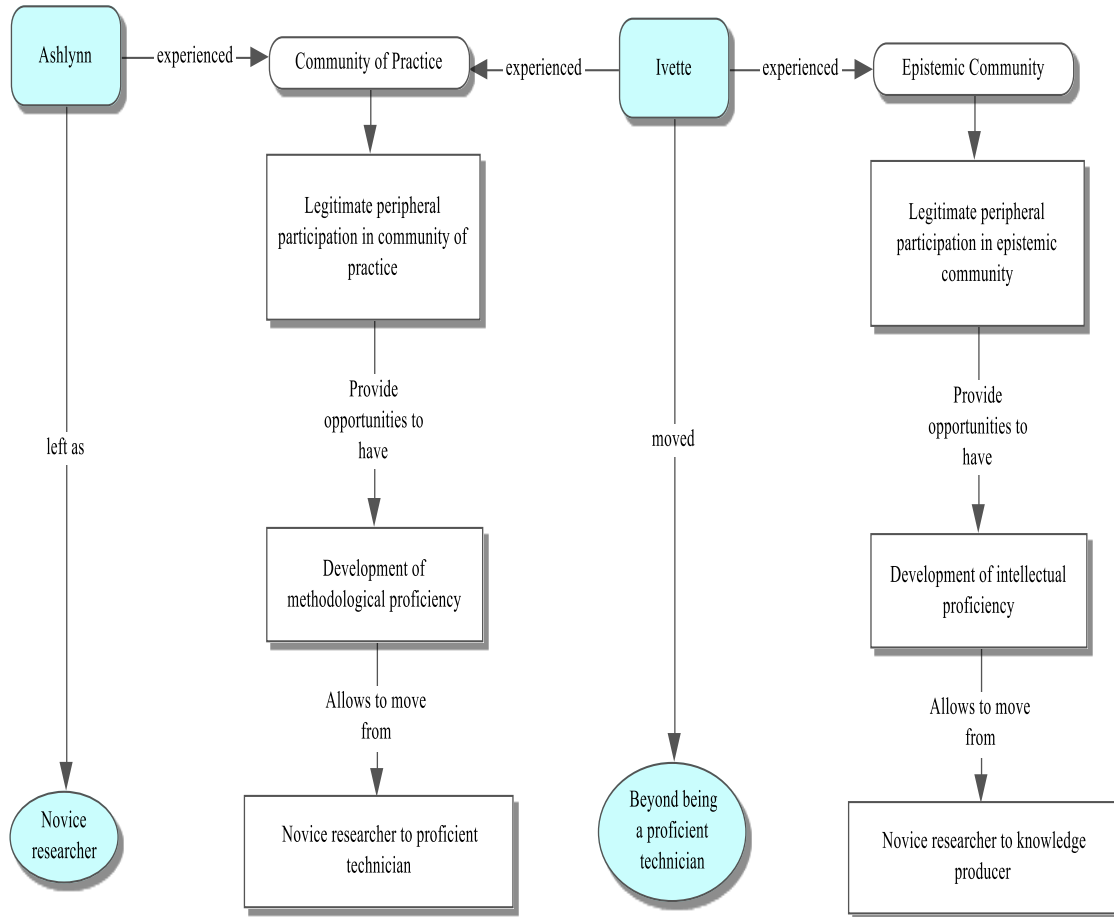 Ashlynn
experienced
Community of Practice
experienced
Ivette
experienced
Epistemic Community
Legitimate peripheral
participation in community of
practice
Legitimate peripheral
participation in epistemic
community
Provide
opportunities to
have
Provide
opportunities to
have
left as
moved
Development of
methodological proficiency
Development of intellectual
proficiency
Allows to move
from
Allows to move
from
Novice
researcher
Novice researcher to proficient
technician
Beyond being
a proficient
technician
Novice researcher to knowledge
producer